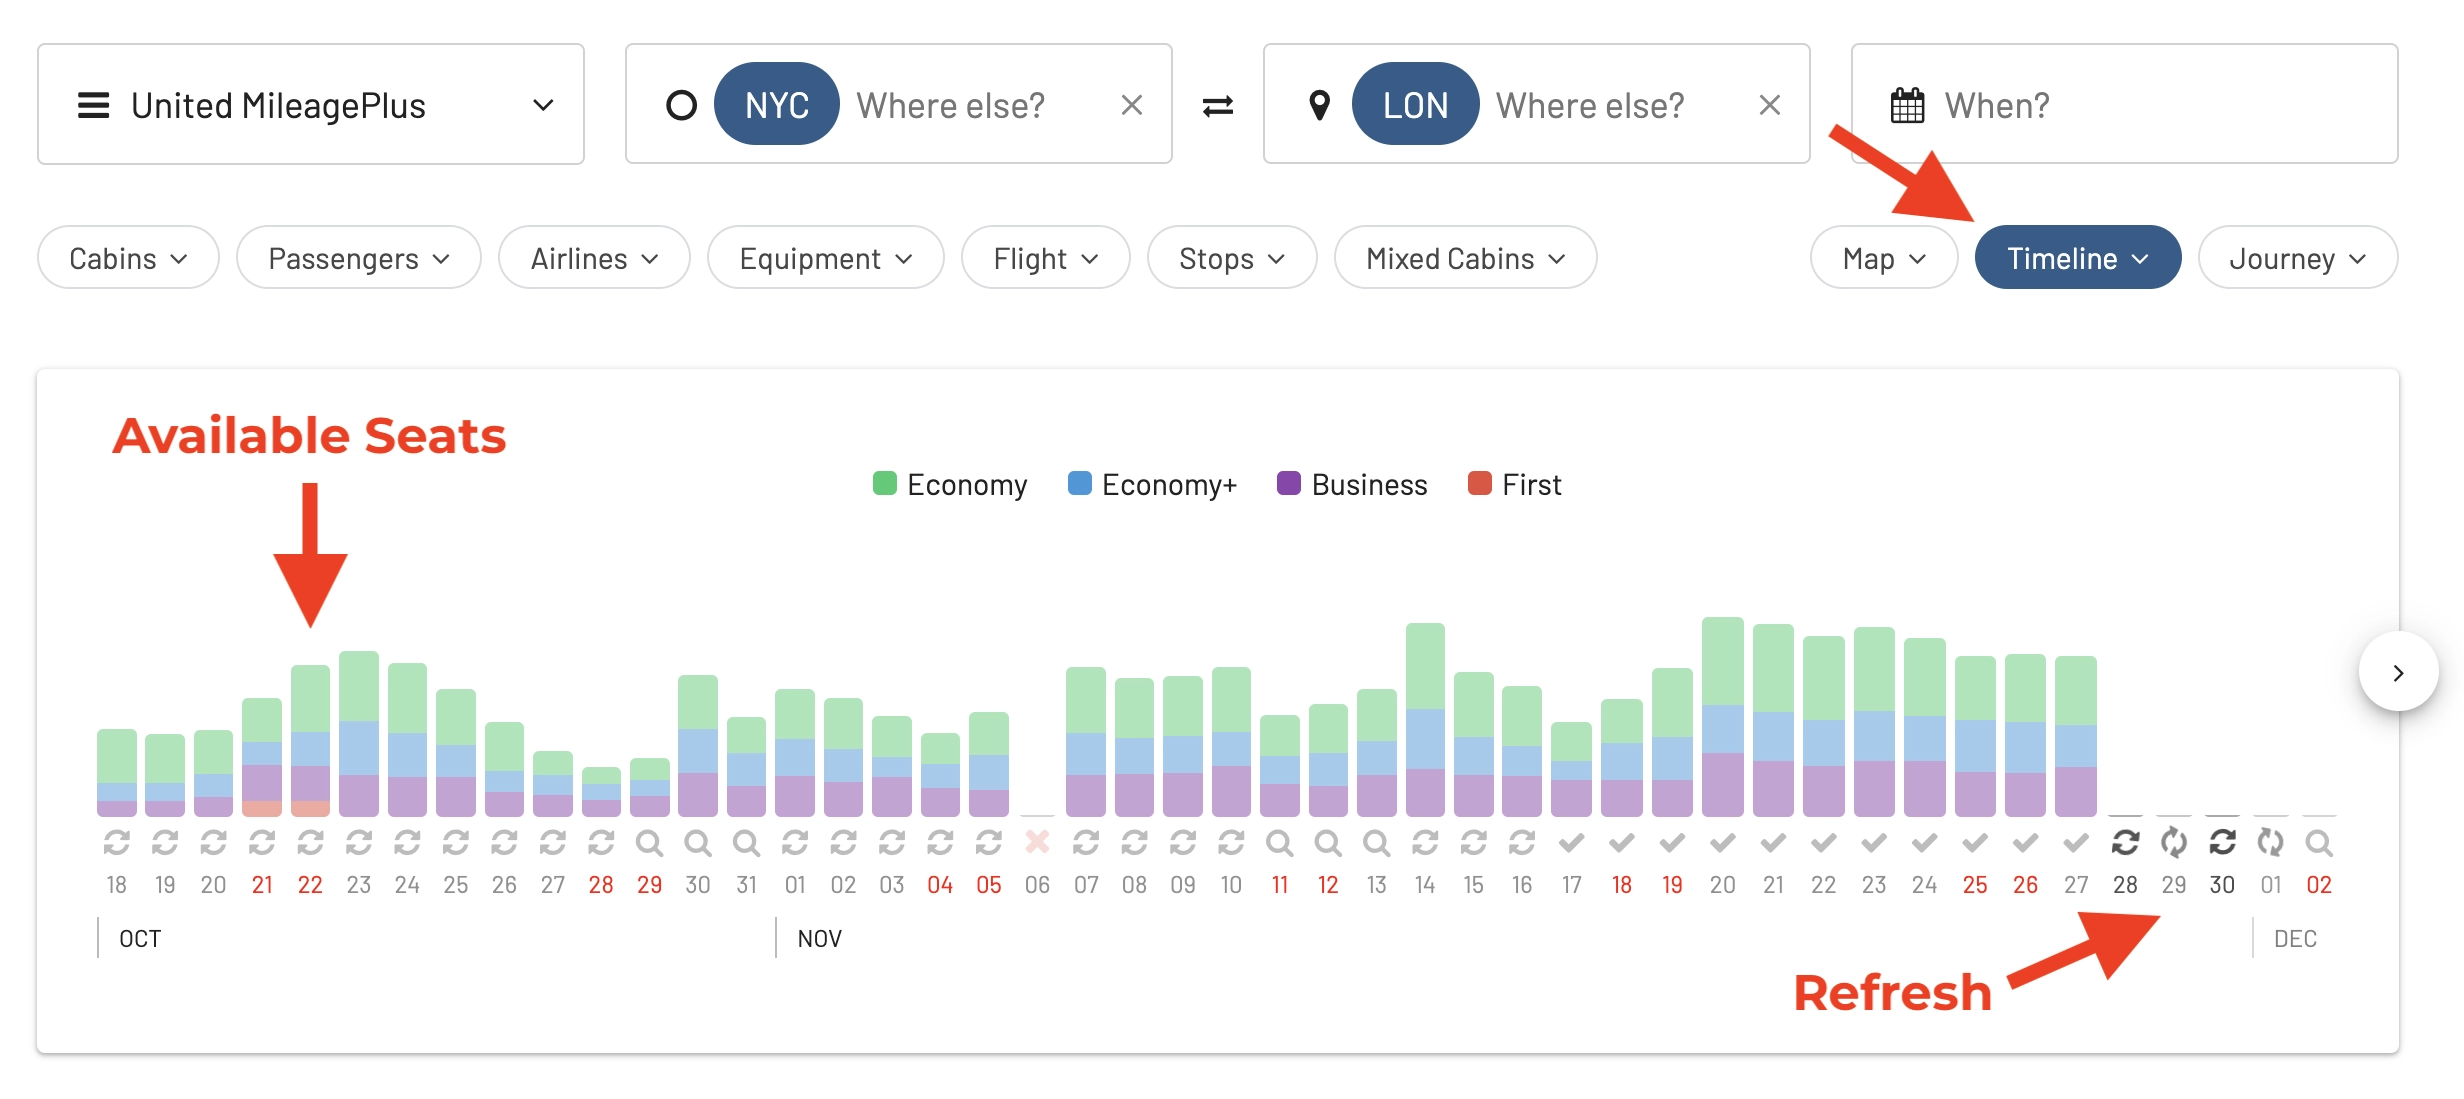 United MileagePlus NYC Where else? LON Where else? When?
Cabins Passengers Airlines Equipment Flight Stops Mixed Cabins Map Timeline Journey
Available Seats
Economy Economy+ Business First
18 19 20 21 22 23 24 25 26 27 28 29 30 31 01 02 03 04 05 06 07 08 09 10 11 12 13 14 15 16 17 18 19 20 21 22 23 24 25 26 27 28 29 30 01 02
OCT NOV DEC
Refresh